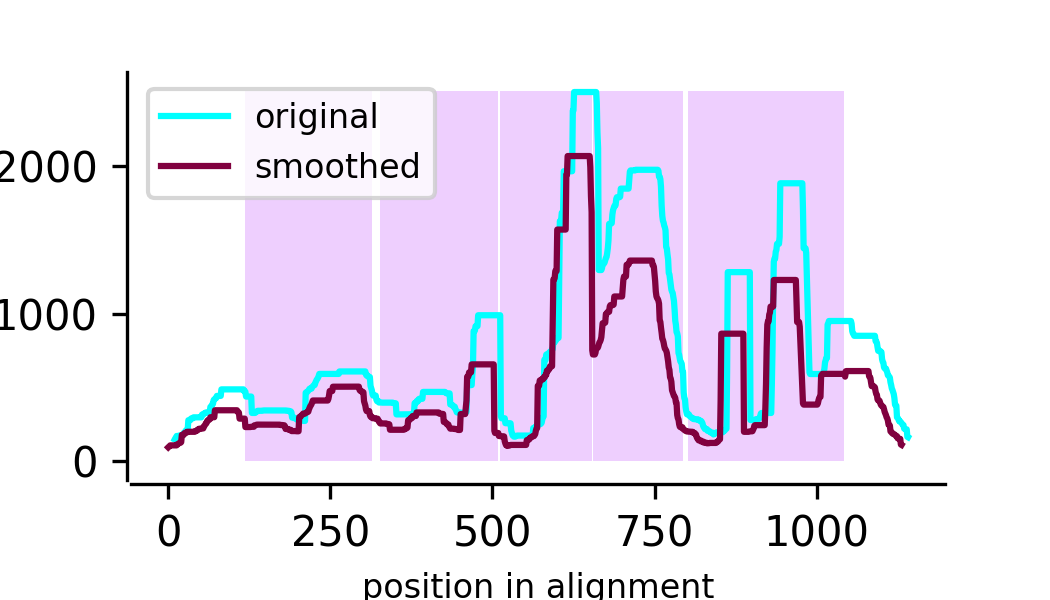 original
smoothed
2000
1000
0
0 250 500 750 1000
position in alignment